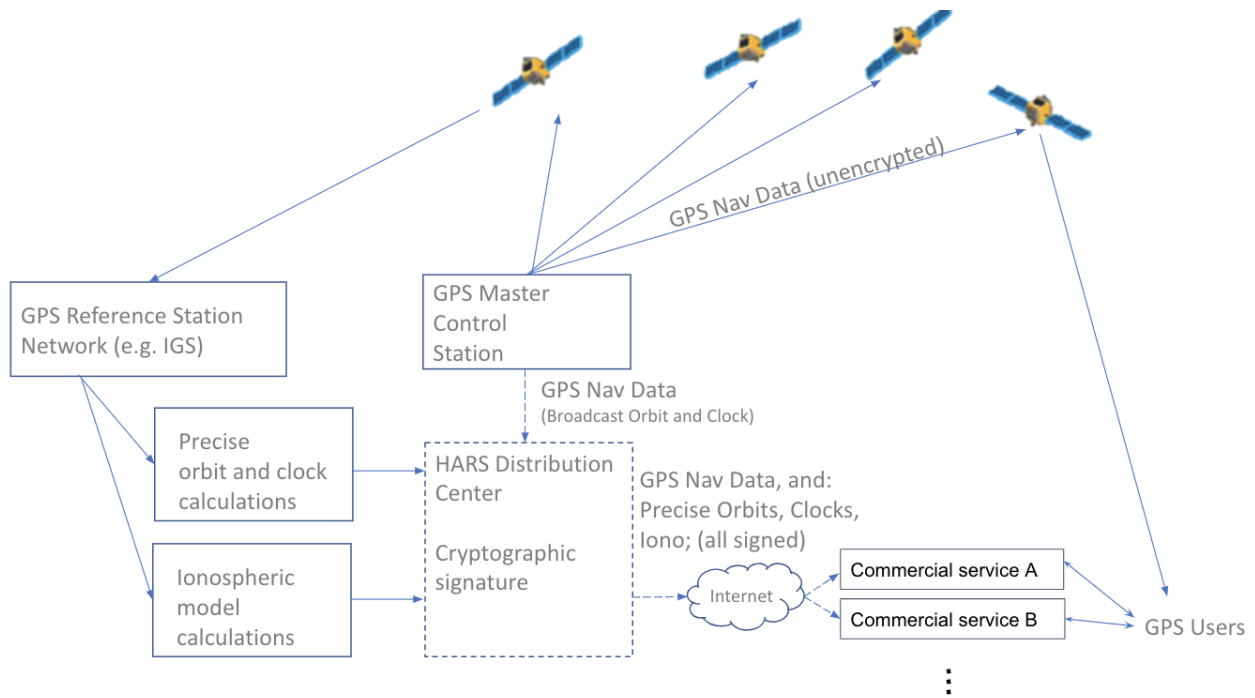 GPS Nav Data (unencrypted)
GPS Reference Station
Network (e.g. IGS)
GPS Master
Control
Station
GPS Nav Data
(Broadcast Orbit and Clock)
Precise
orbit and clock
calculations
HARS Distribution
Center
Cryptographic
signature
GPS Nav Data, and:
Precise Orbits, Clocks,
Iono; (all signed)
Ionospheric
model
calculations
Internet
Commercial service A
Commercial service B
GPS Users